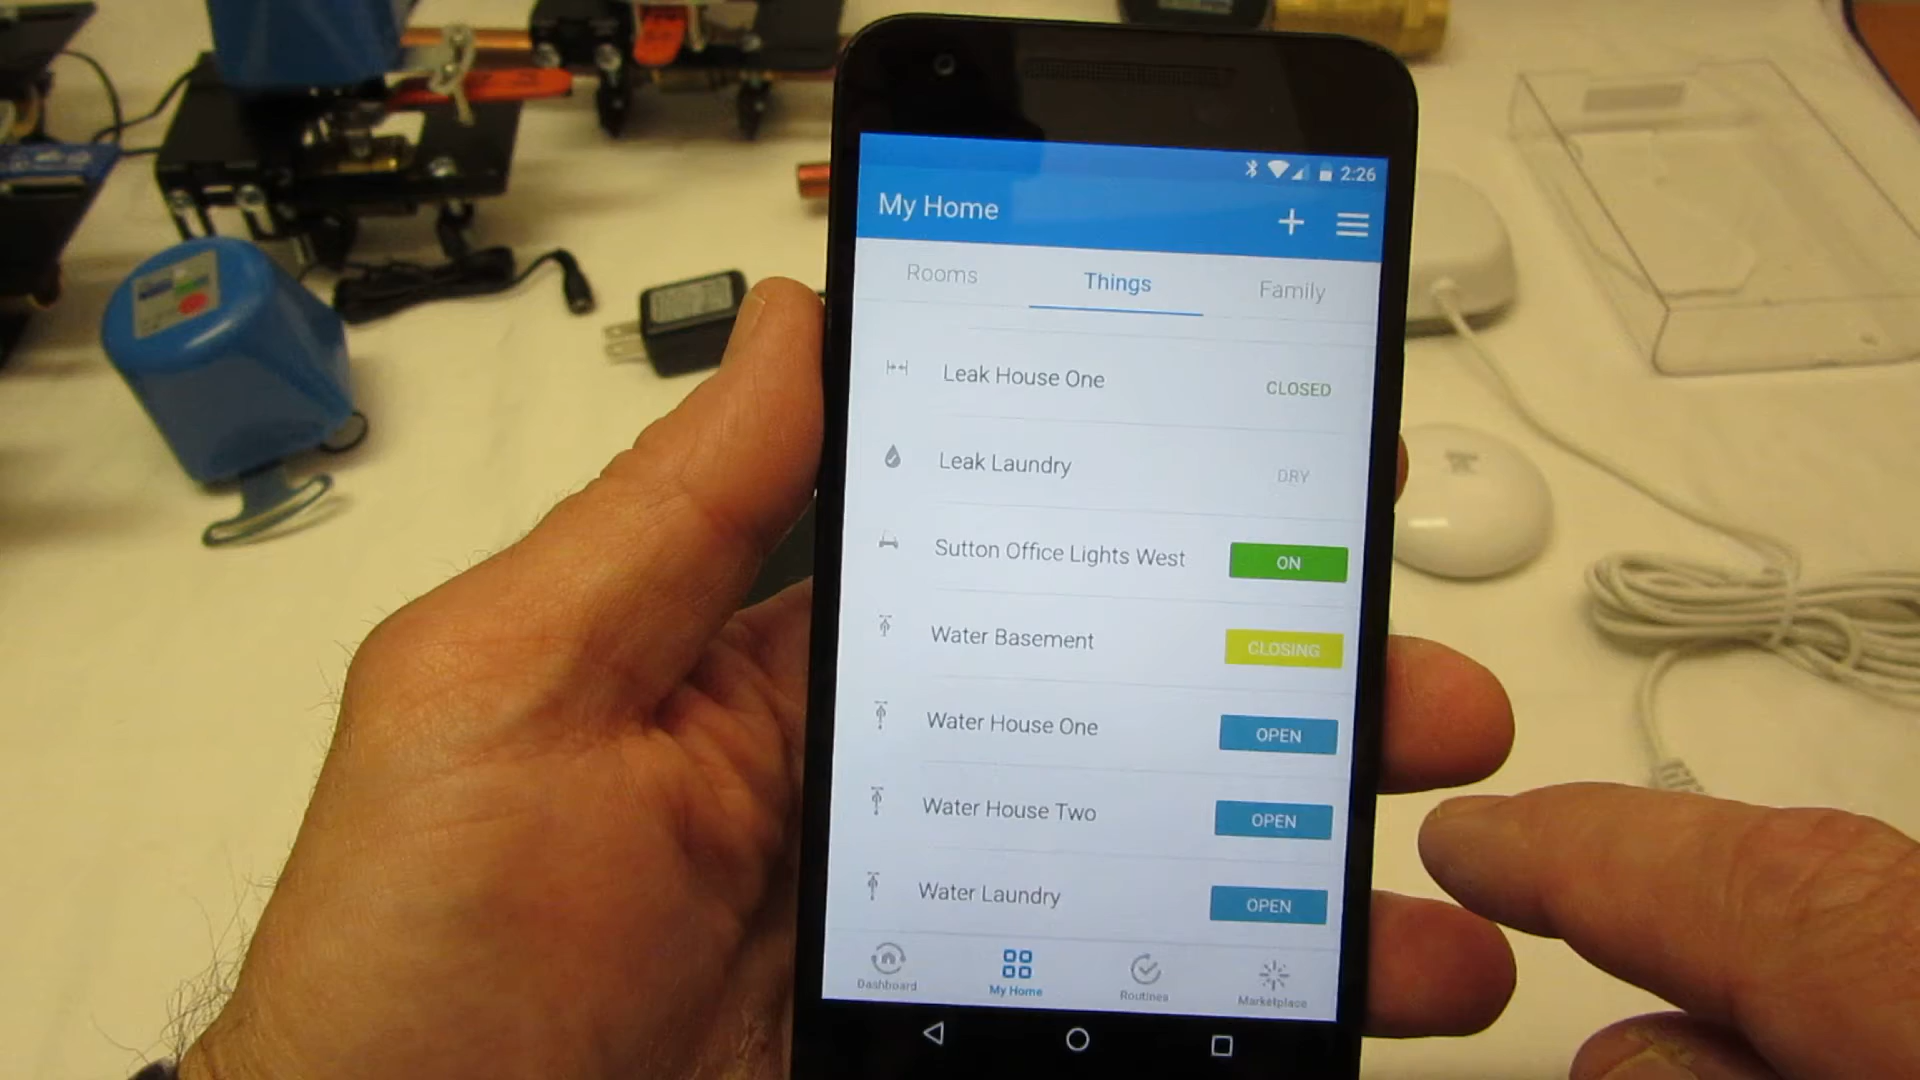 2:26
My Home
Rooms Things Family
Leak House One CLOSED
Leak Laundry DRY
Sutton Office Lights West ON
Water Basement CLOSING
Water House One OPEN
Water House Two OPEN
Water Laundry OPEN
Dashboard My Home Routines Marketplace